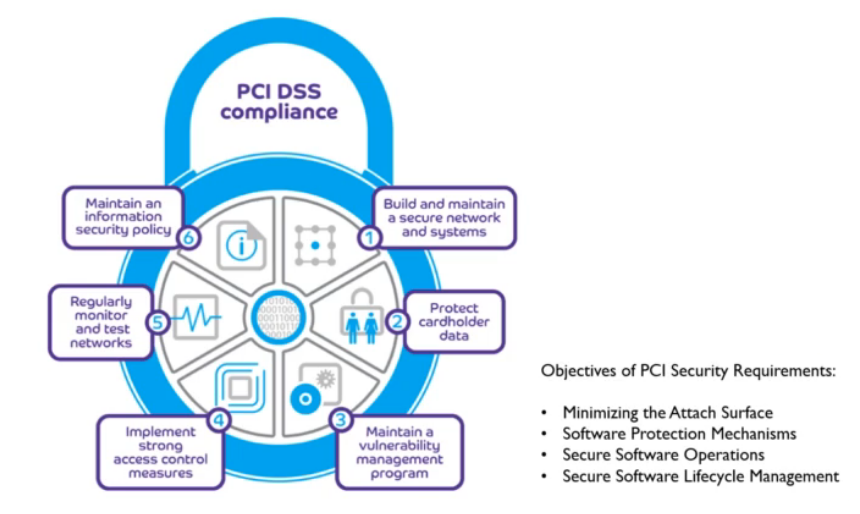 PCI DSS
compliance
Build and maintain
a secure network
and systems
1
Protect
cardholder
data
2
Maintain a
vulnerability
management
program
3
Implement
strong
access control
measures
4
Regularly
monitor
and test
networks
5
Maintain an
information
security policy
6
i
Objectives of PCI Security Requirements:
• Minimizing the Attach Surface
• Software Protection Mechanisms
• Secure Software Operations
• Secure Software Lifecycle Management